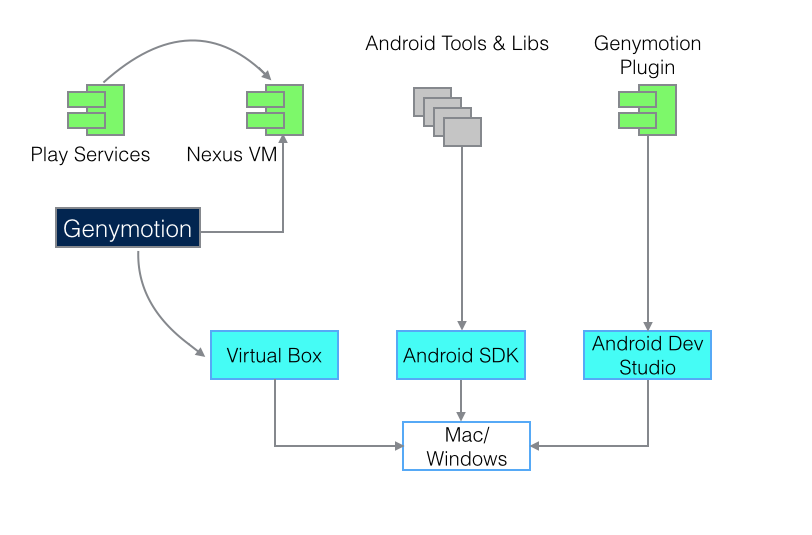 Android Tools & Libs
Genymotion
Plugin
Play Services
Nexus VM
Genymotion
Virtual Box
Android SDK
Android Dev
Studio
Mac/
Windows